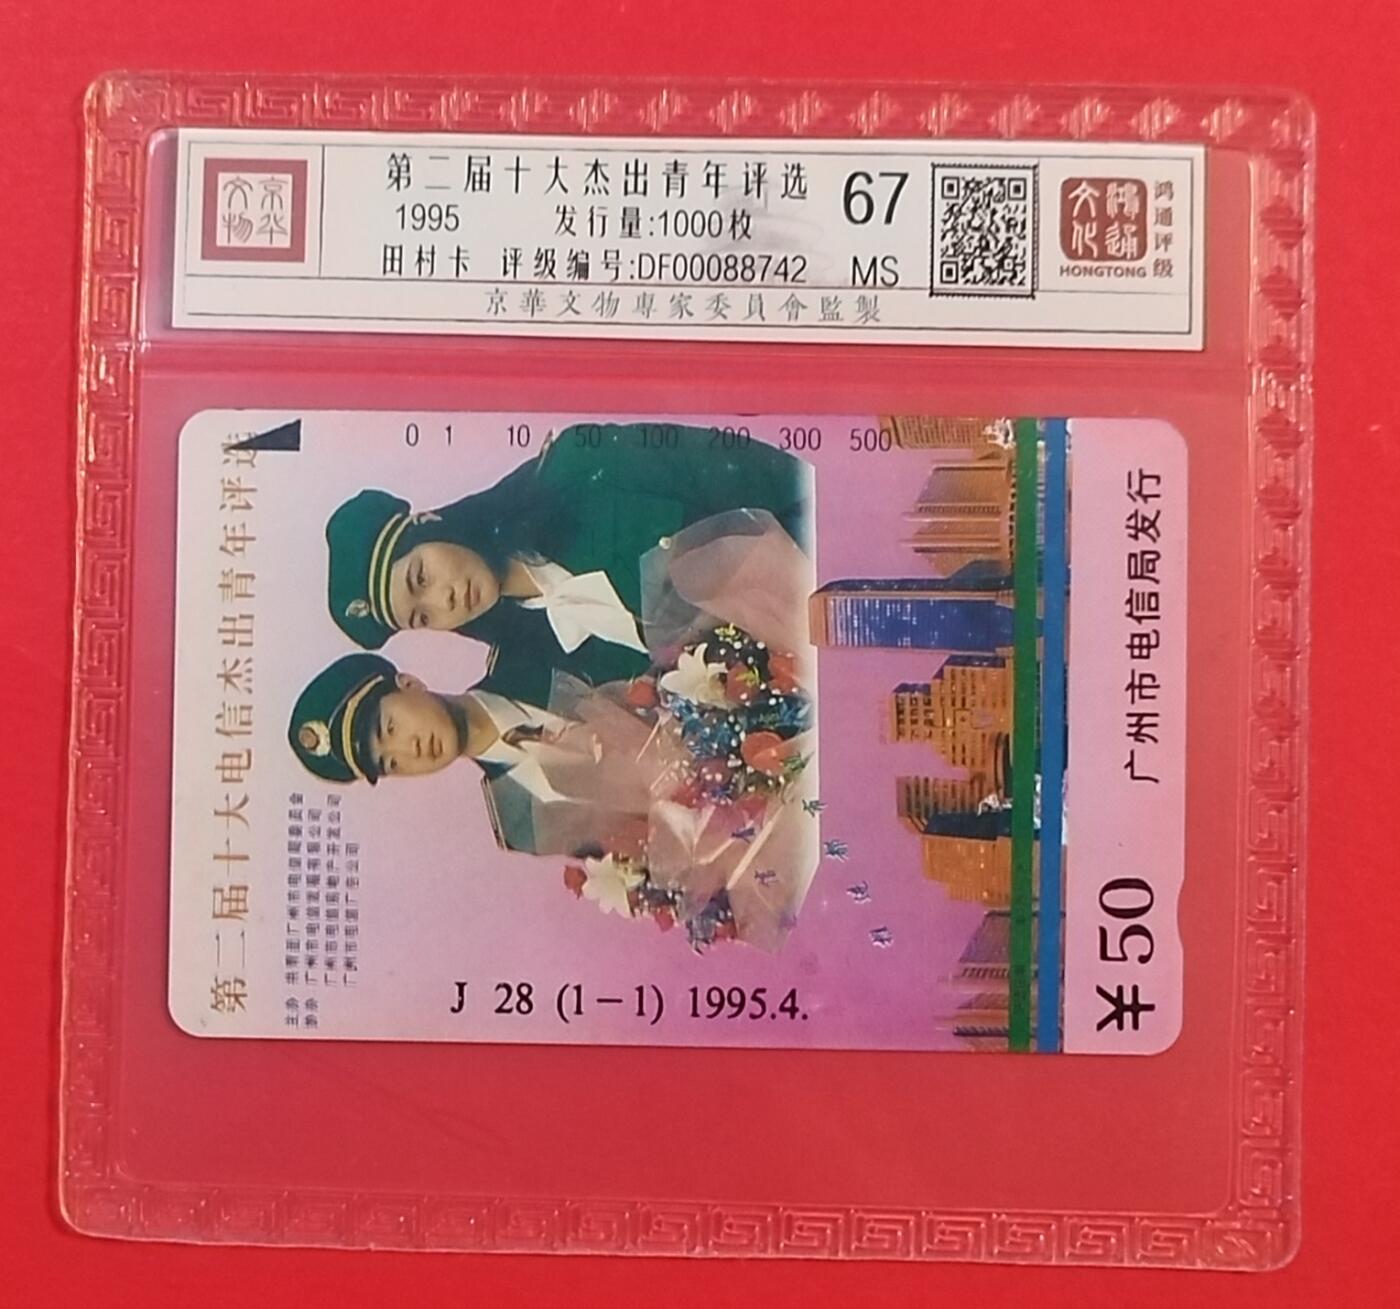 京华文物
第二届十大杰出青年评选
1995 发行量:1000枚
田村卡 评级编号:DF00088742
67
MS
鸿通文化
HONGTONG
鸿通评级
京華文物專家委員會監製
0 1 10 50 100 200 300 500
第二届十大电信杰出青年评选
J 28 (1-1) 1995.4.
广州市电信局发行
¥50